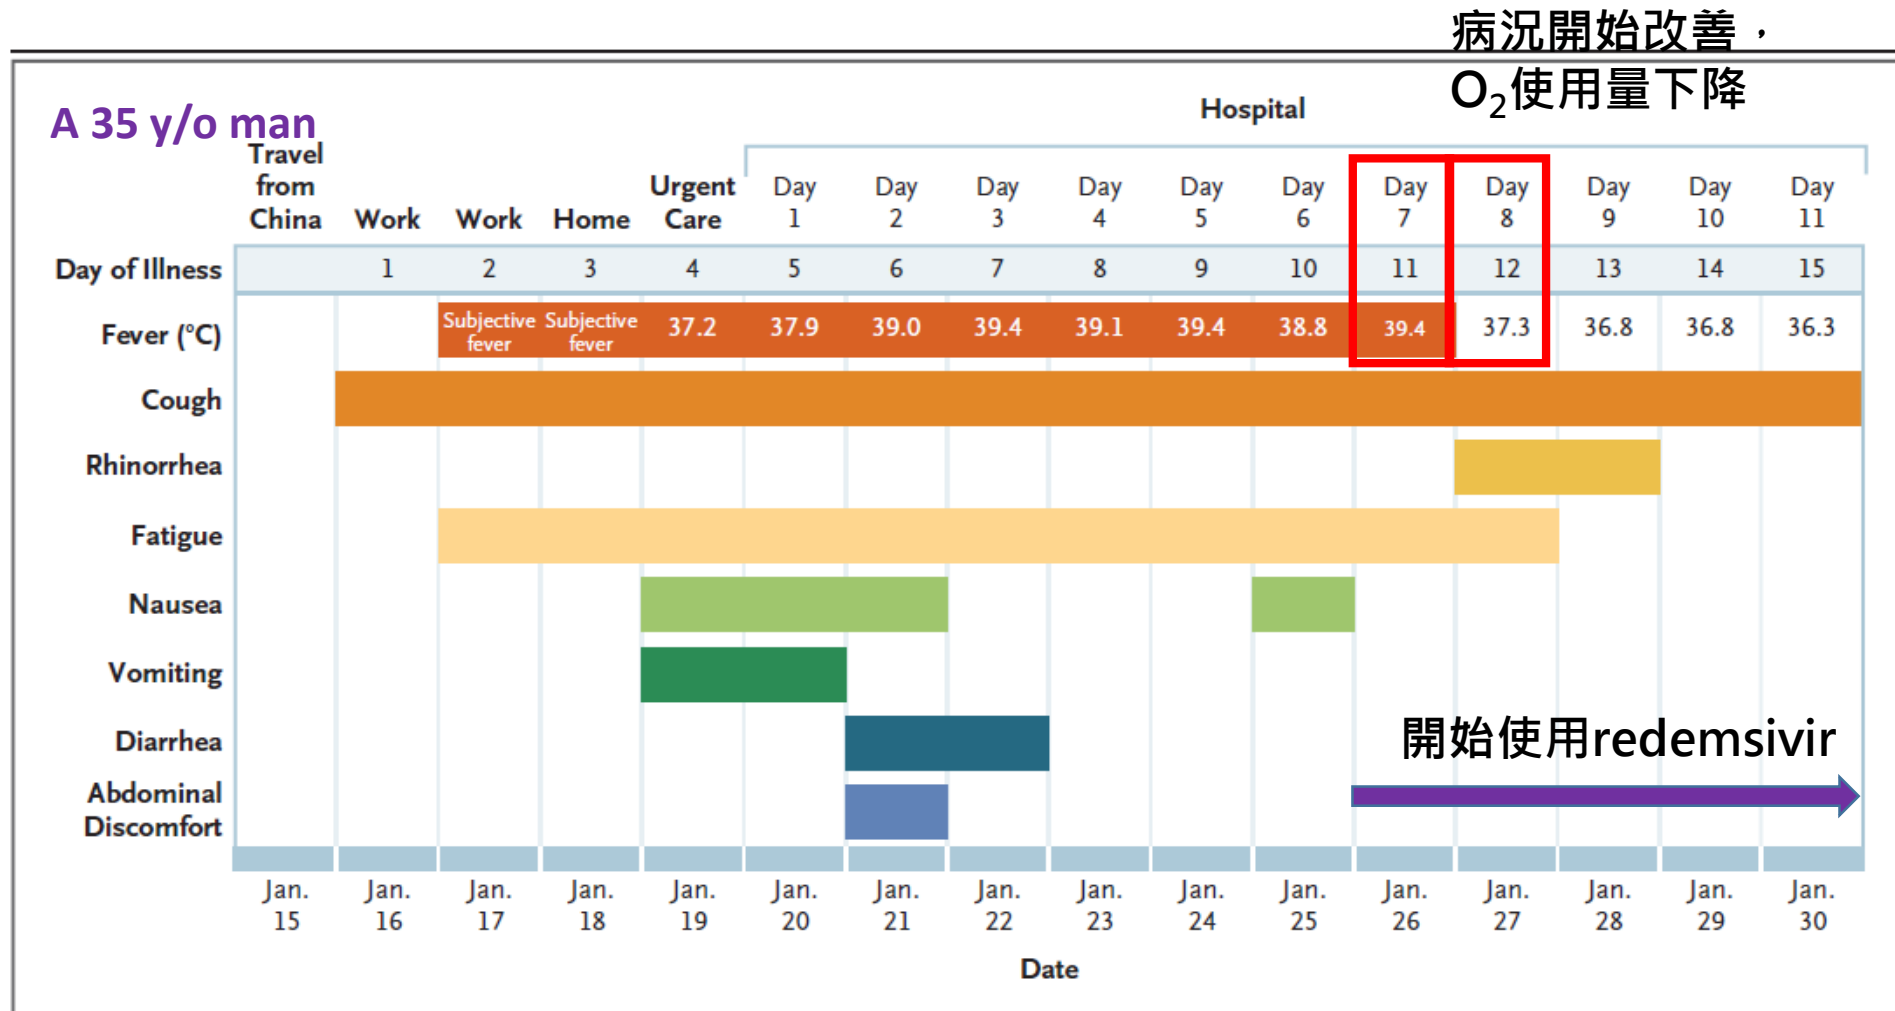 病況開始改善，
O₂使用量下降
Hospital
A 35 y/o man
Travel from China Work Work Home Urgent Care Day 1 Day 2 Day 3 Day 4 Day 5 Day 6 Day 7 Day 8 Day 9 Day 10 Day 11
Day of Illness 1 2 3 4 5 6 7 8 9 10 11 12 13 14 15
Fever (°C) Subjective fever Subjective fever 37.2 37.9 39.0 39.4 39.1 39.4 38.8 39.4 37.3 36.8 36.8 36.3
Cough
Rhinorrhea
Fatigue
Nausea
Vomiting
Diarrhea
開始使用redemsivir
Abdominal
Discomfort
Jan. 15 Jan. 16 Jan. 17 Jan. 18 Jan. 19 Jan. 20 Jan. 21 Jan. 22 Jan. 23 Jan. 24 Jan. 25 Jan. 26 Jan. 27 Jan. 28 Jan. 29 Jan. 30
Date